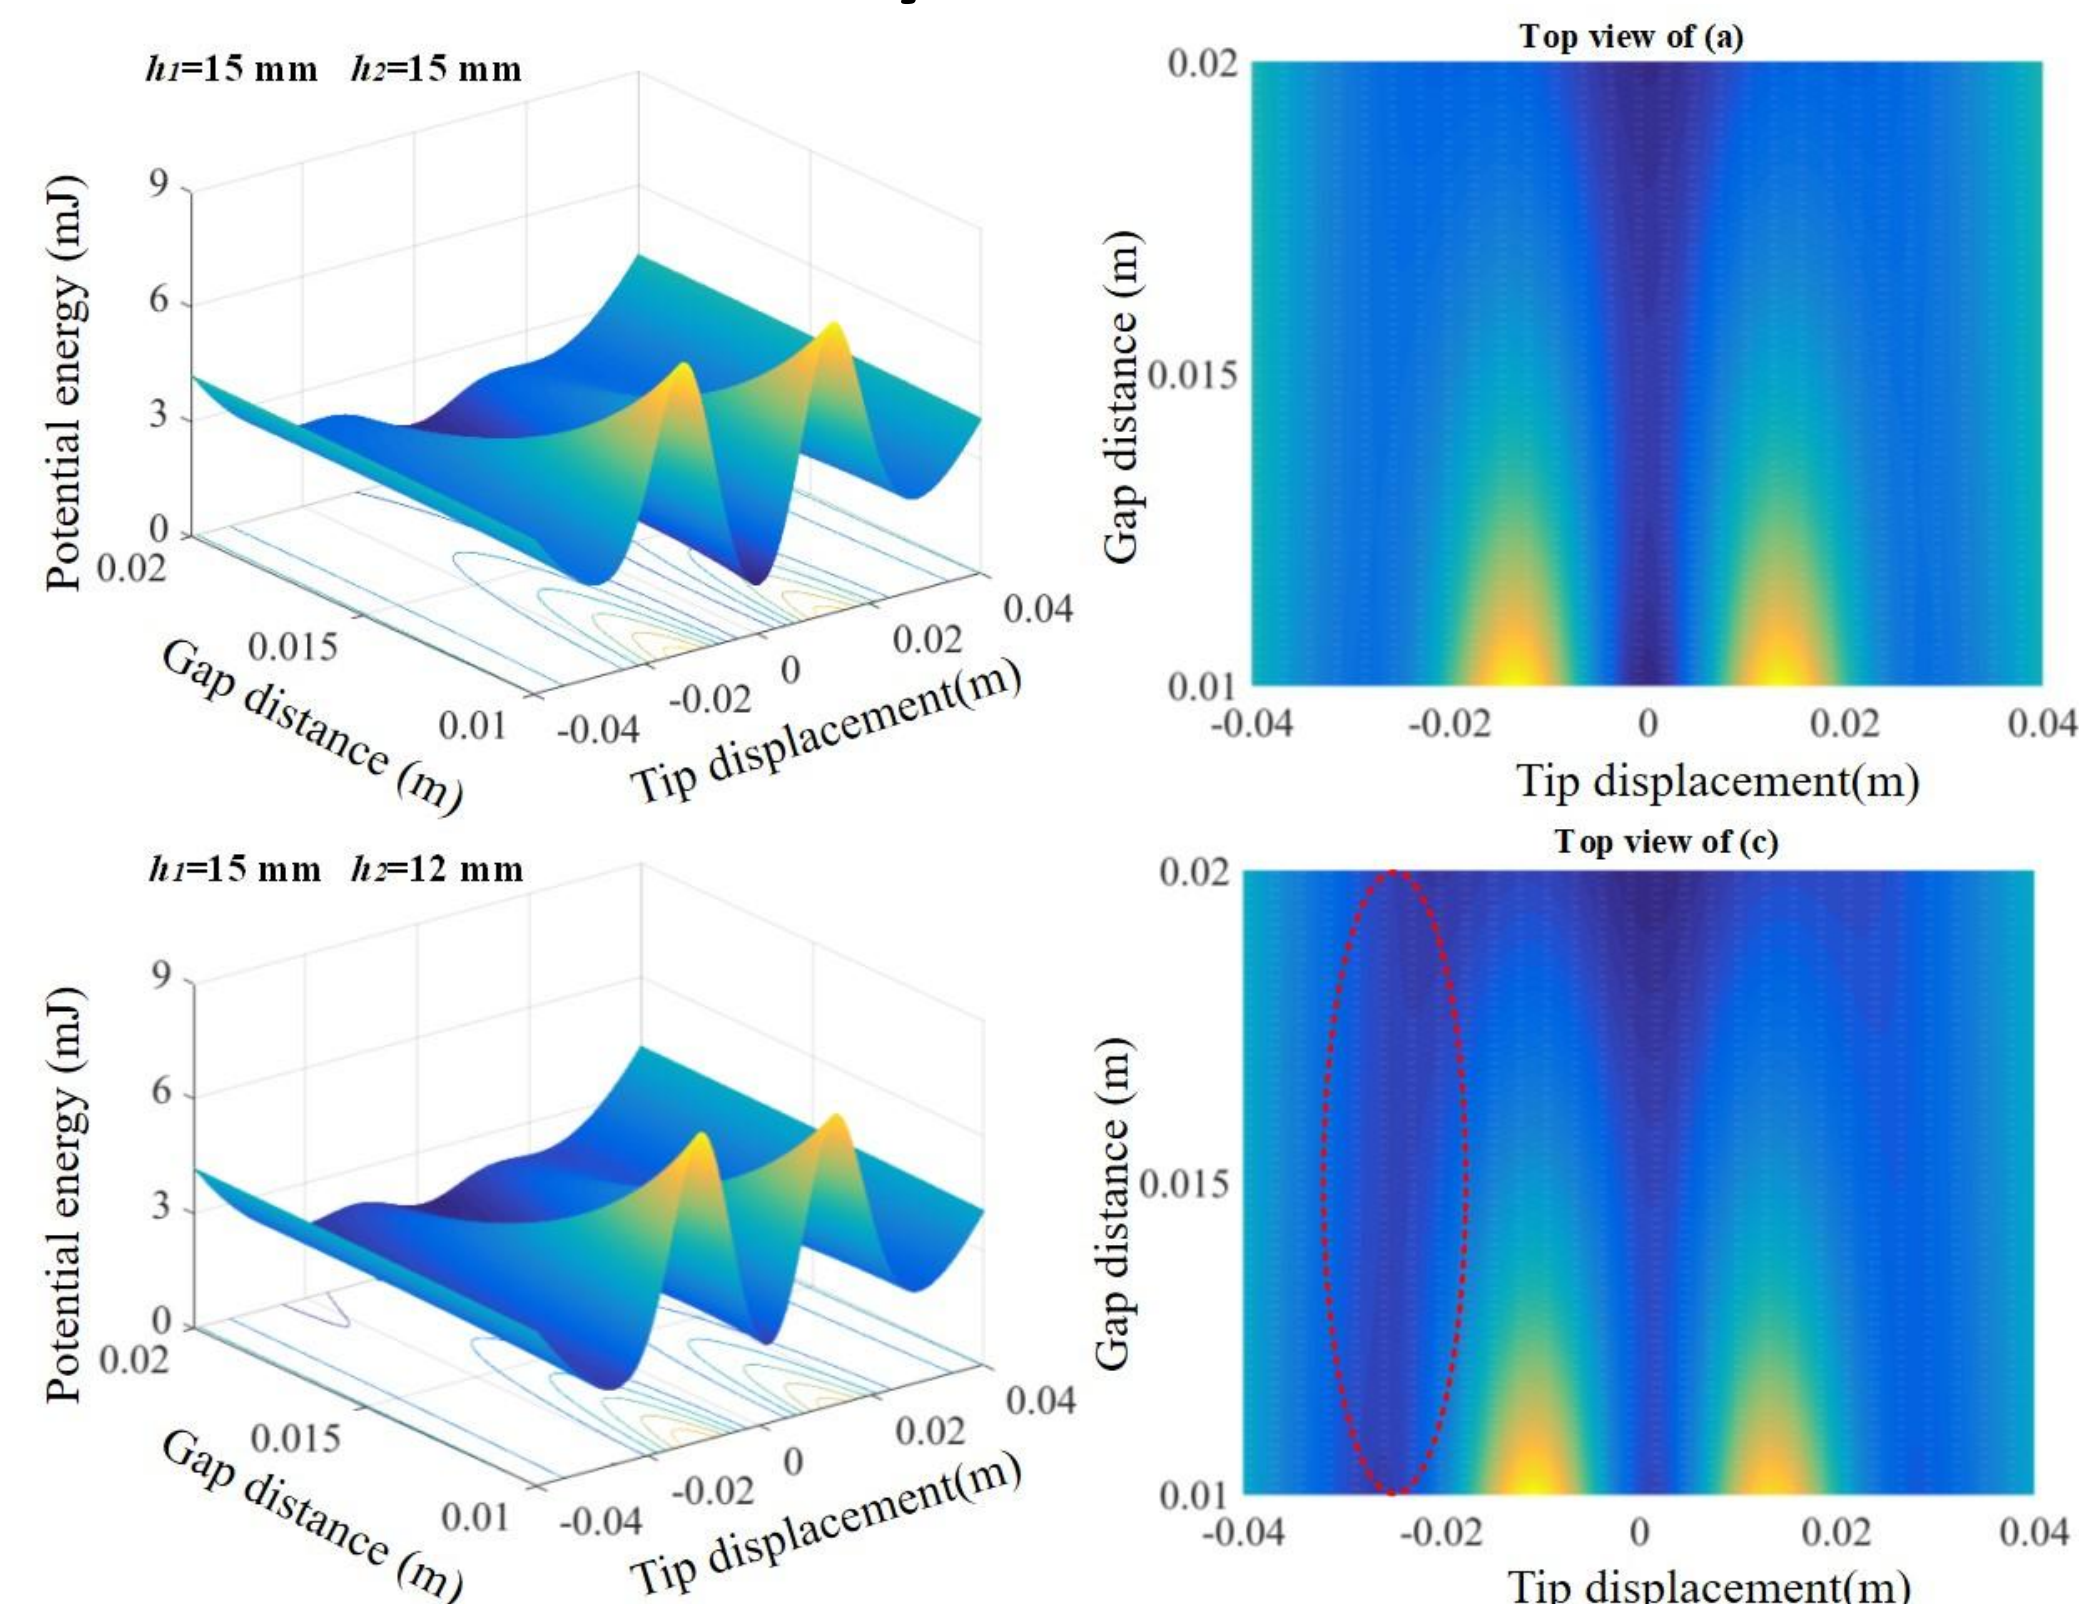 h1=15 mm h2=15 mm
9
6
3
0
Potential energy (mJ)
0.02
0.015
0.01
Gap distance (m)
-0.04
-0.02
0
0.02
0.04
Tip displacement(m)
Top view of (a)
0.02
0.015
0.01
Gap distance (m)
-0.04
-0.02
0
0.02
0.04
Tip displacement(m)
h1=15 mm h2=12 mm
9
6
3
0
Potential energy (mJ)
0.02
0.015
0.01
Gap distance (m)
-0.04
-0.02
0
0.02
0.04
Tip displacement(m)
Top view of (c)
0.02
0.015
0.01
Gap distance (m)
-0.04
-0.02
0
0.02
0.04
Tip displacement(m)